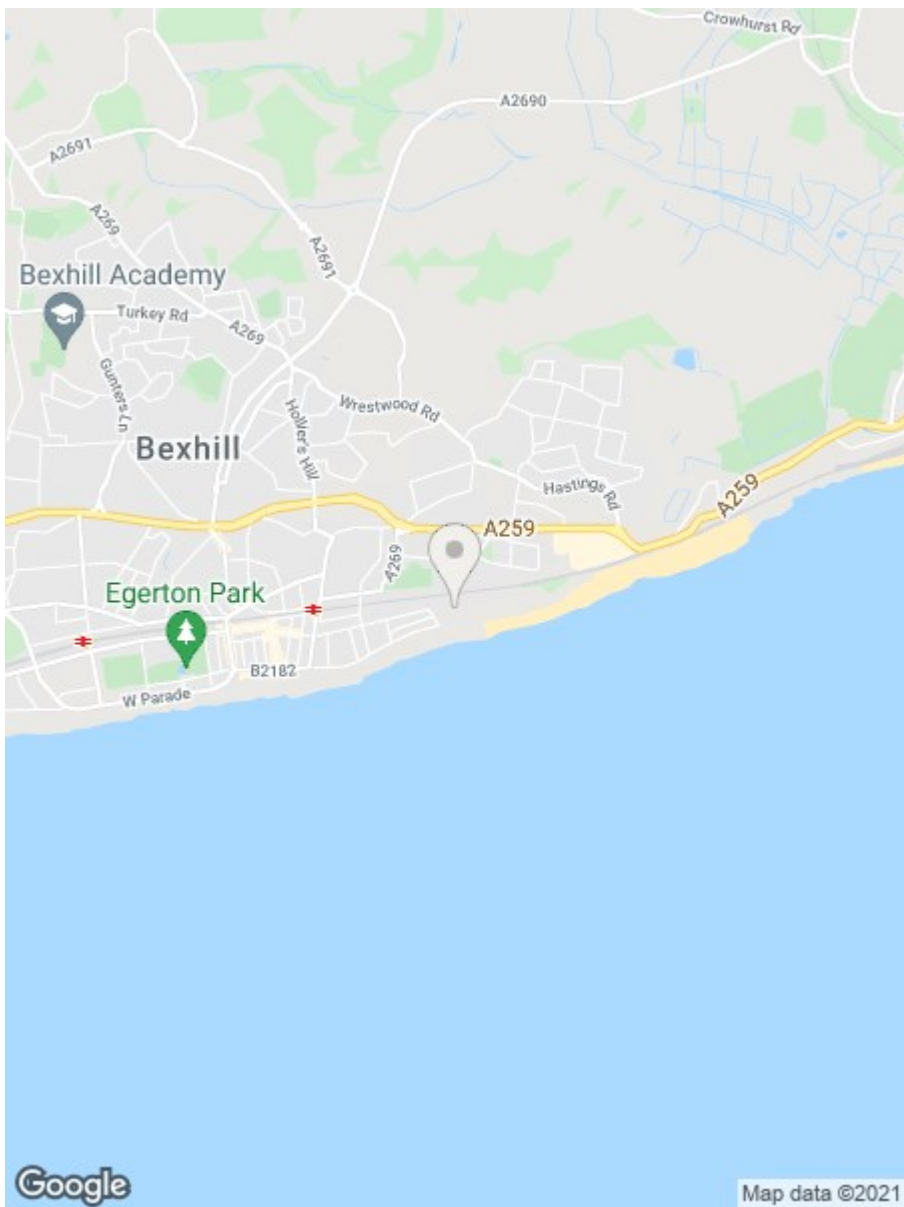 Crowhurst Rd
A2690
A2691
A269
A2691
Bexhill Academy
Turkey Rd
A269
Gunters Ln
Wrestwood Rd
Holliers Hill
Bexhill
Hastings Rd
A259
A259
A269
Egerton Park
B2182
W Parade
Google
Map data ©2021